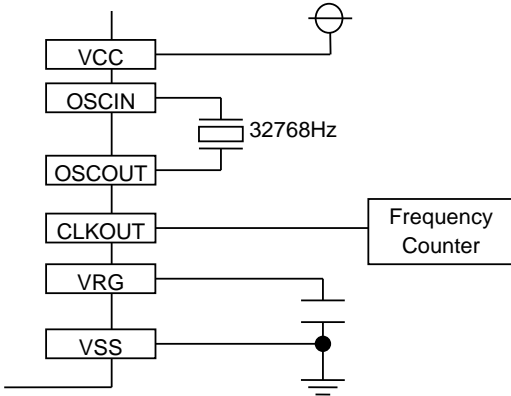 VCC
OSCIN
32768Hz
OSCOUT
CLKOUT
Frequency
Counter
VRG
VSS